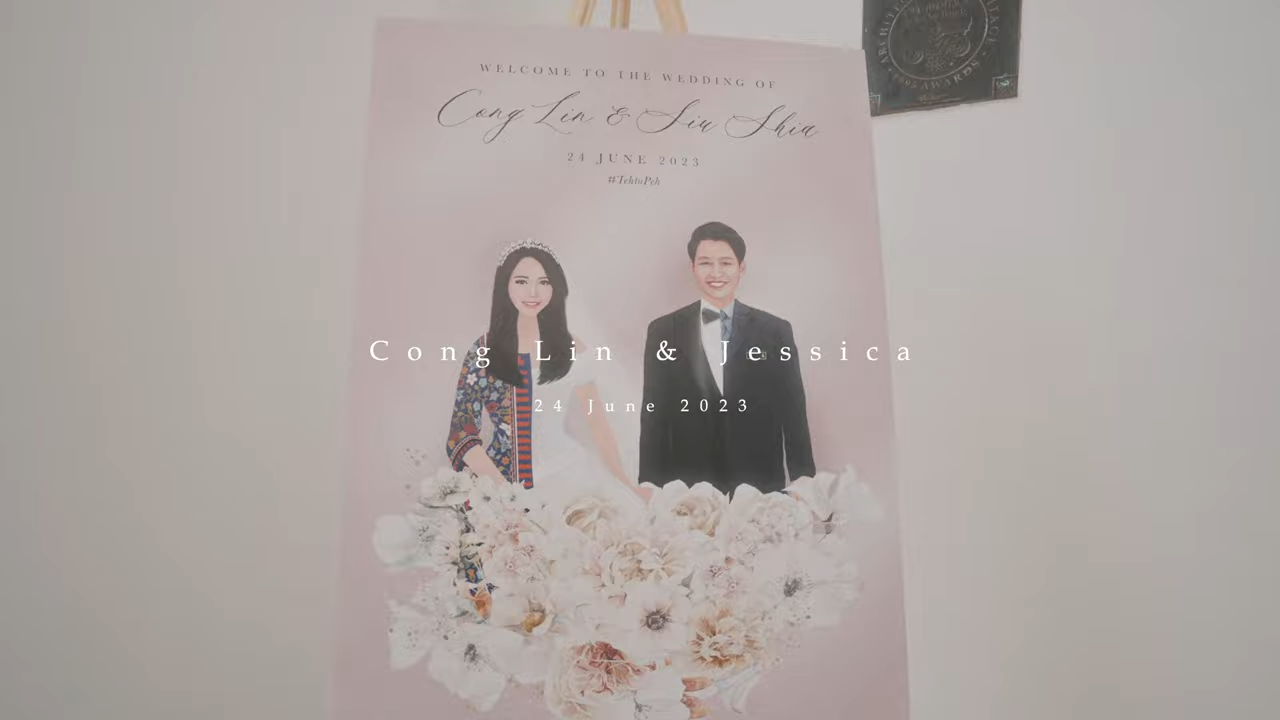 WELCOME TO THE WEDDING OF
Cong Lin & Siu Shia
24 JUNE 2023
#TehtoPeh
Cong Lin & Jessica
24 June 2023
AWARDS